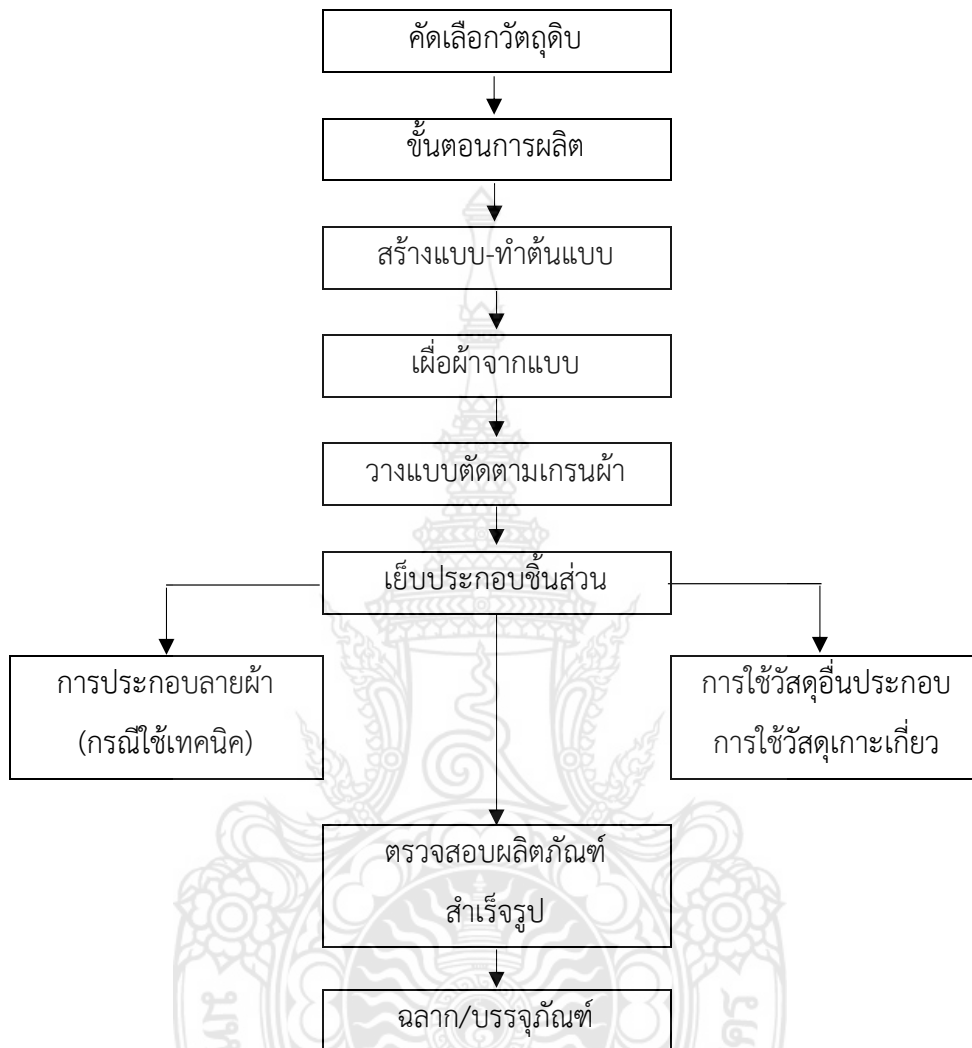 คัดเลือกวัตถุดิบ
ขั้นตอนการผลิต
สร้างแบบ-ทำต้นแบบ
เผื่อผ้าจากแบบ
วางแบบตัดตามเกรนผ้า
เย็บประกอบชิ้นส่วน
การประกอบลายผ้า
(กรณีใช้เทคนิค)
การใช้วัสดุอื่นประกอบ
การใช้วัสดุเกาะเกี่ยว
ตรวจสอบผลิตภัณฑ์
สำเร็จรูป
ฉลาก/บรรจุภัณฑ์